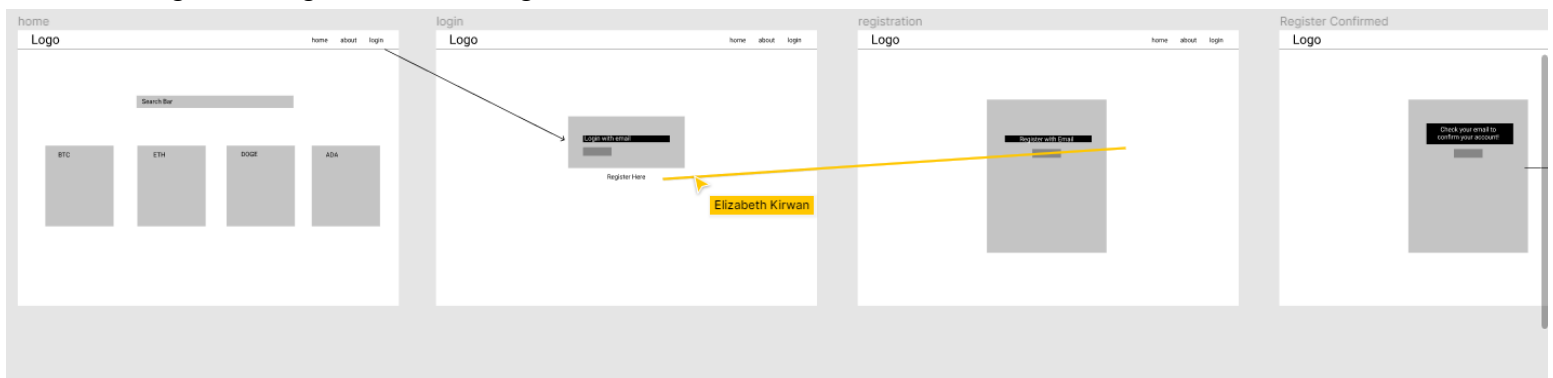 home
Logo
home about login
Search Bar
BTC ETH DOGE ADA
login
Logo
home about login
Login with email
Register Here
Elizabeth Kirwan
registration
Logo
home about login
Register with Email
Register Confirmed
Logo
Check your email to
confirm your account!